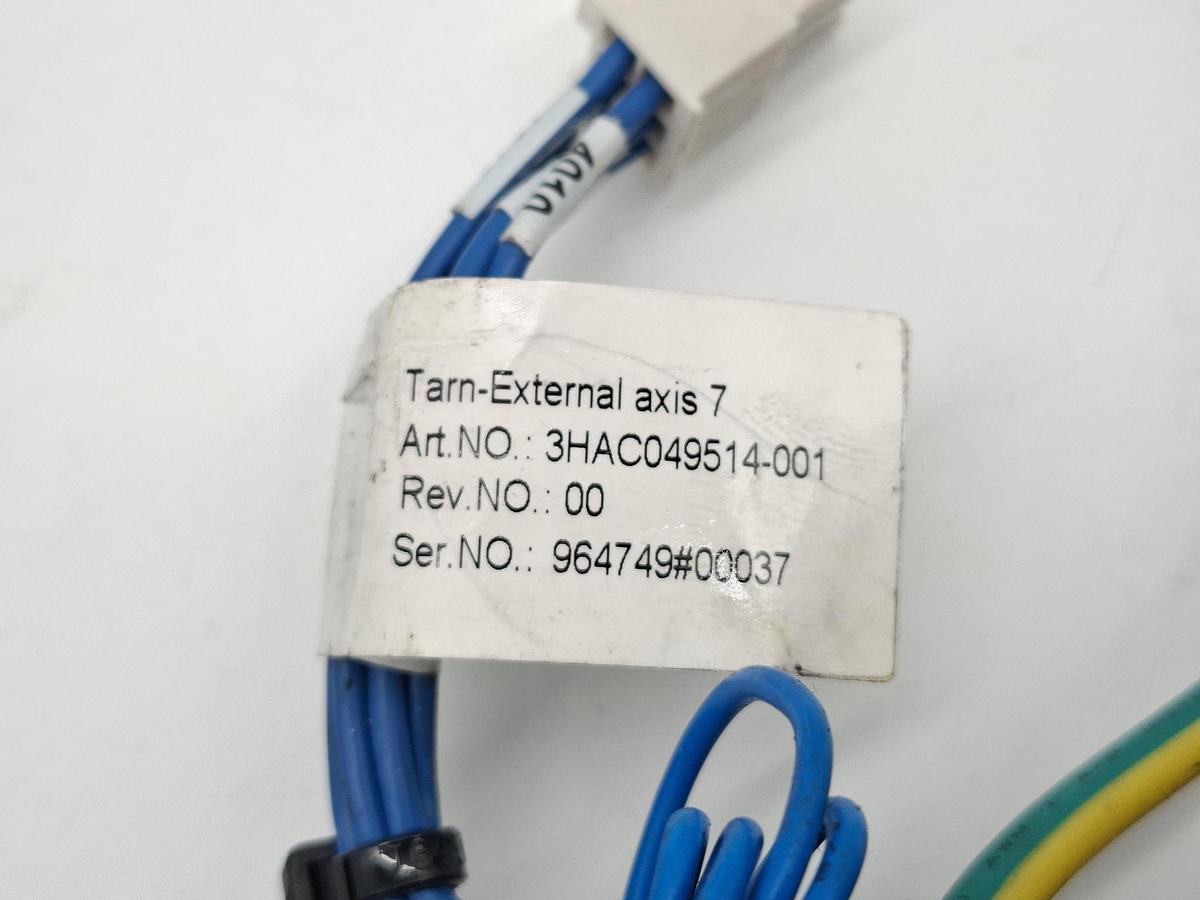 Tarn-External axis 7
Art.NO.: 3HAC049514-001
Rev.NO.: 00
Ser.NO.: 964749#00037